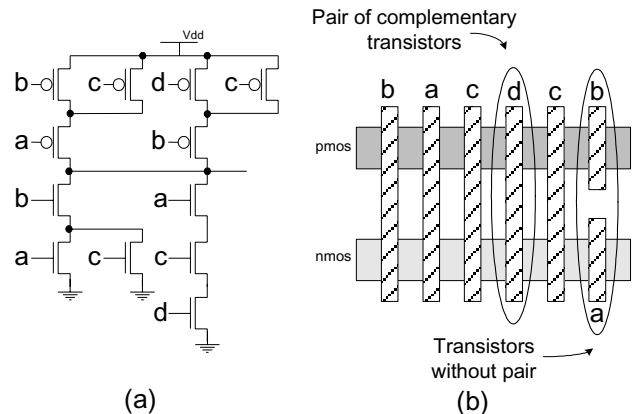 Pair of complementary
transistors
Vdd
b
c
d
c
a
b
b
a
a
c
c
d
(a)
b
a
c
d
c
b
pmos
nmos
a
Transistors
without pair
(b)